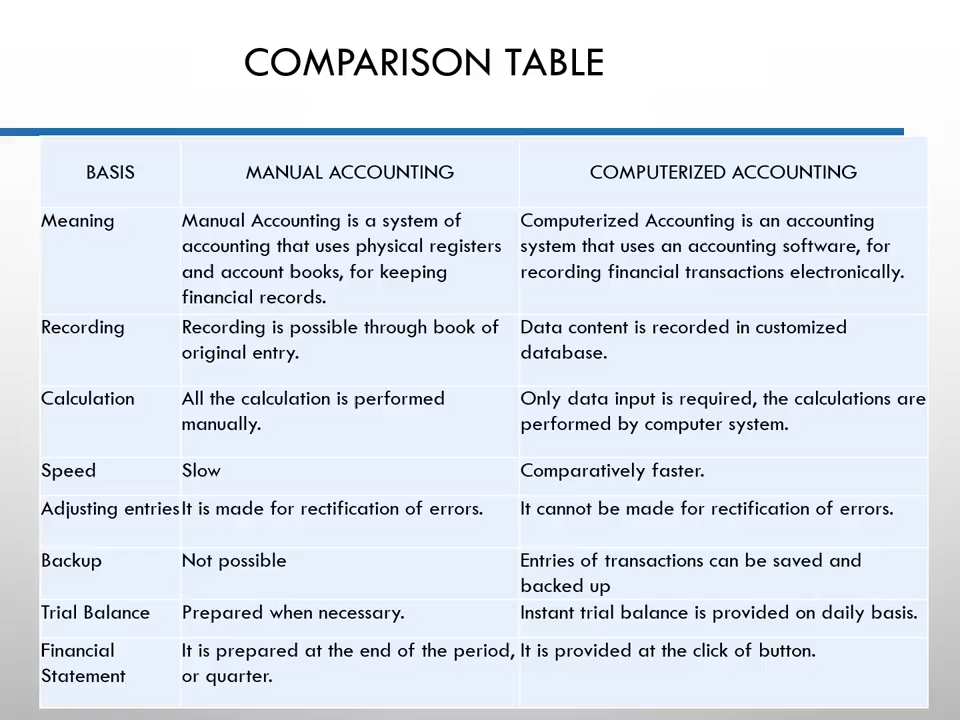 COMPARISON TABLE
BASIS
MANUAL ACCOUNTING
COMPUTERIZED ACCOUNTING
Meaning
Manual Accounting is a system of
accounting that uses physical registers
and account books, for keeping
financial records.
Computerized Accounting is an accounting
system that uses an accounting software, for
recording financial transactions electronically.
Recording
Recording is possible through book of
original entry.
Data content is recorded in customized
database.
Calculation
All the calculation is performed
manually.
Only data input is required, the calculations are
performed by computer system.
Speed
Slow
Comparatively faster.
Adjusting entries
It is made for rectification of errors.
It cannot be made for rectification of errors.
Backup
Not possible
Entries of transactions can be saved and
backed up
Trial Balance
Prepared when necessary.
Instant trial balance is provided on daily basis.
Financial
Statement
It is prepared at the end of the period,
or quarter.
It is provided at the click of button.